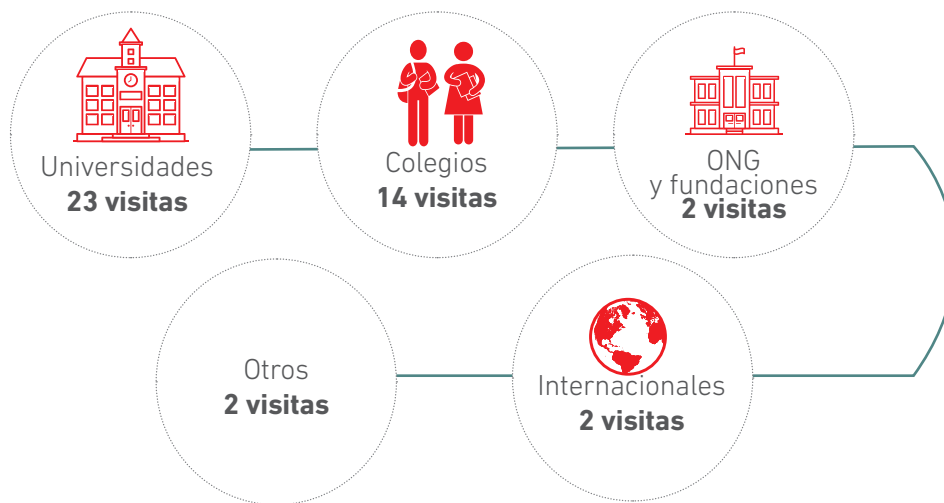 Universidades
23 visitas
Colegios
14 visitas
ONG
y fundaciones
2 visitas
Otros
2 visitas
Internacionales
2 visitas